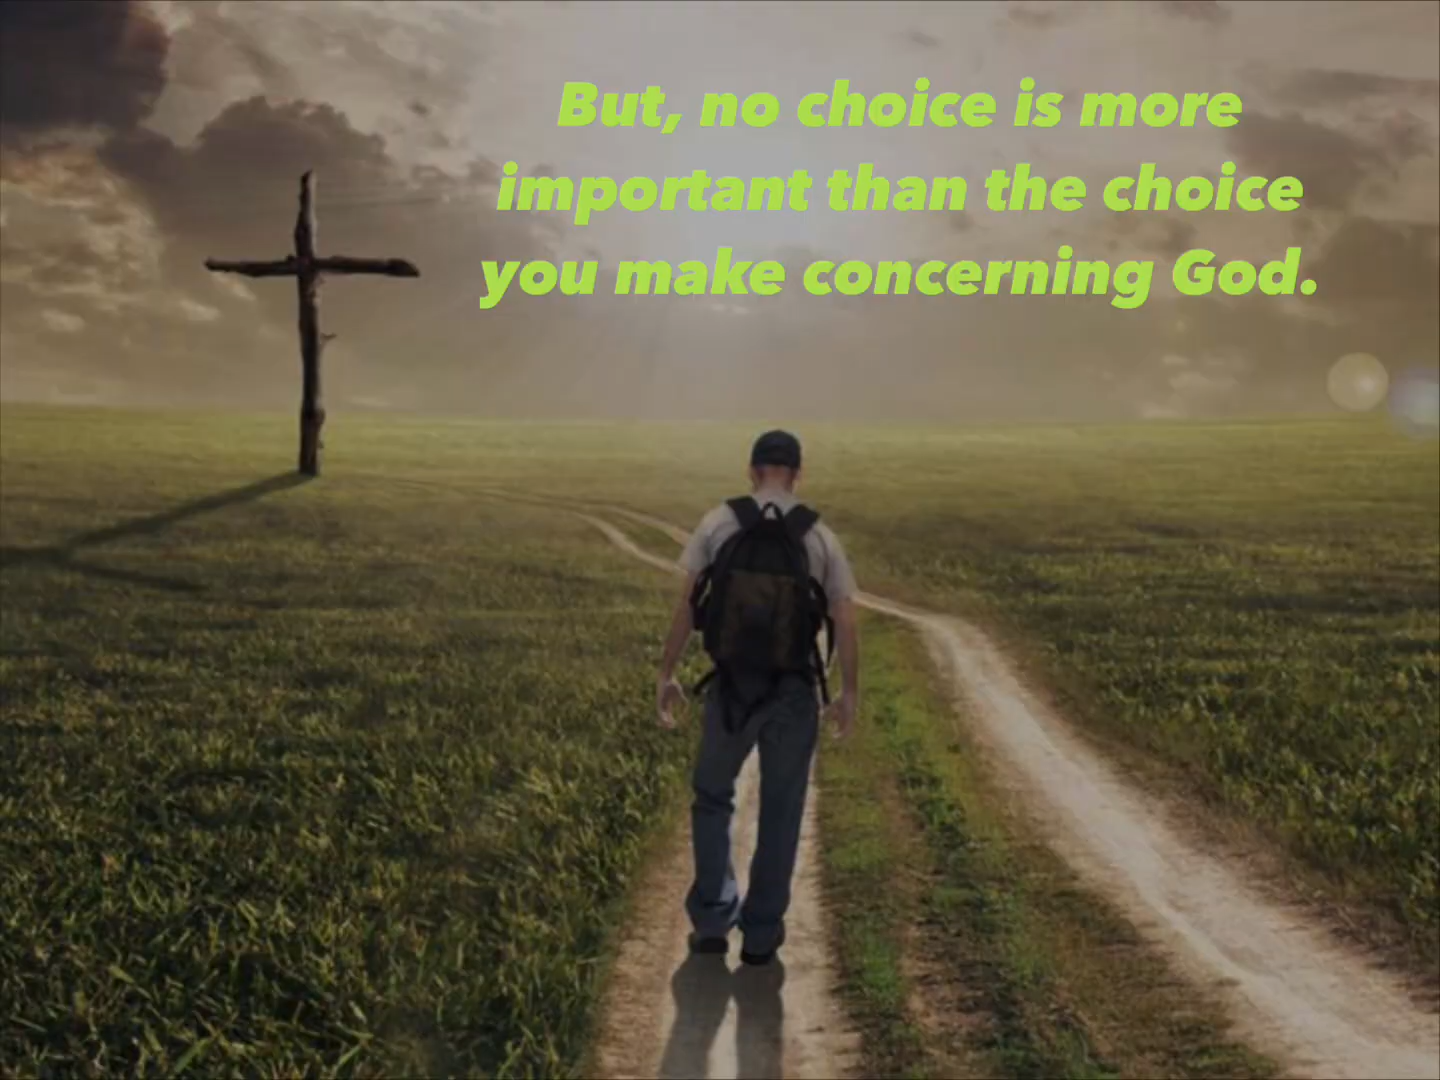 But, no choice is more
important than the choice
you make concerning God.